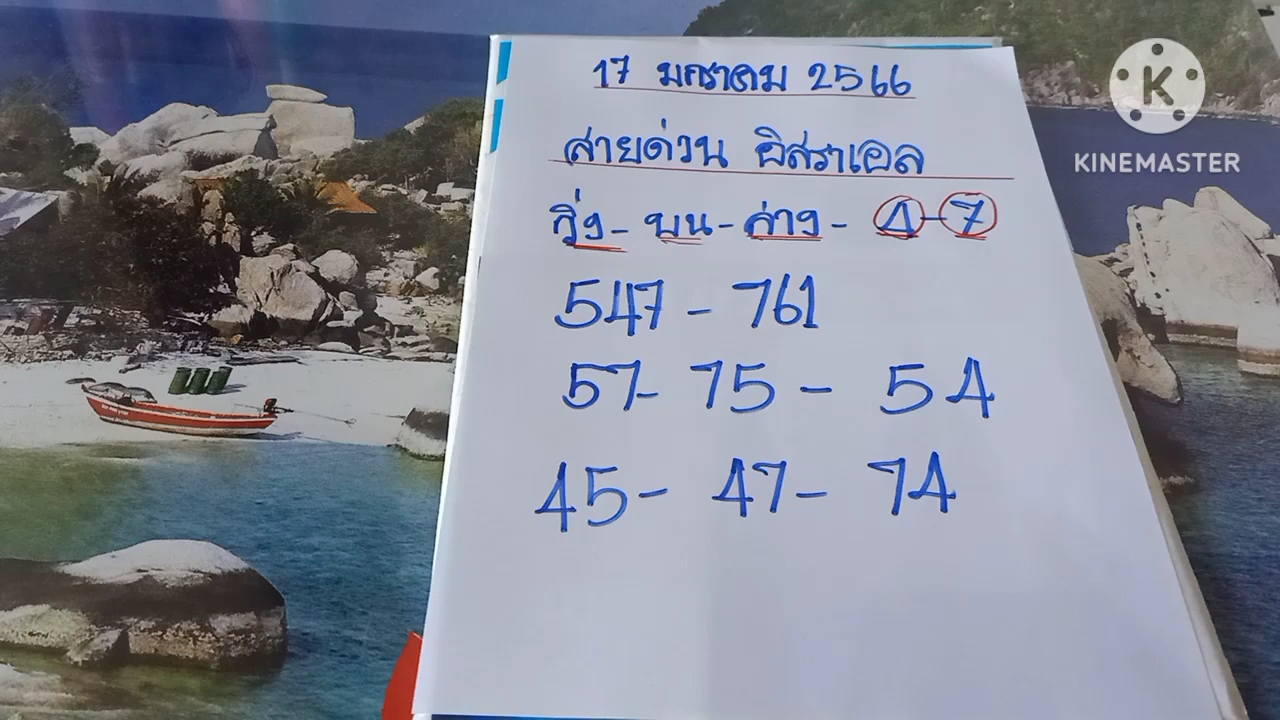 17 มกราคม 2566
สายด่วน อิสราเอล
วิ่ง - บน - ล่าง - 4 - 7
547 - 761
57 - 75 - 54
45 - 47 - 74
K
KINEMASTER